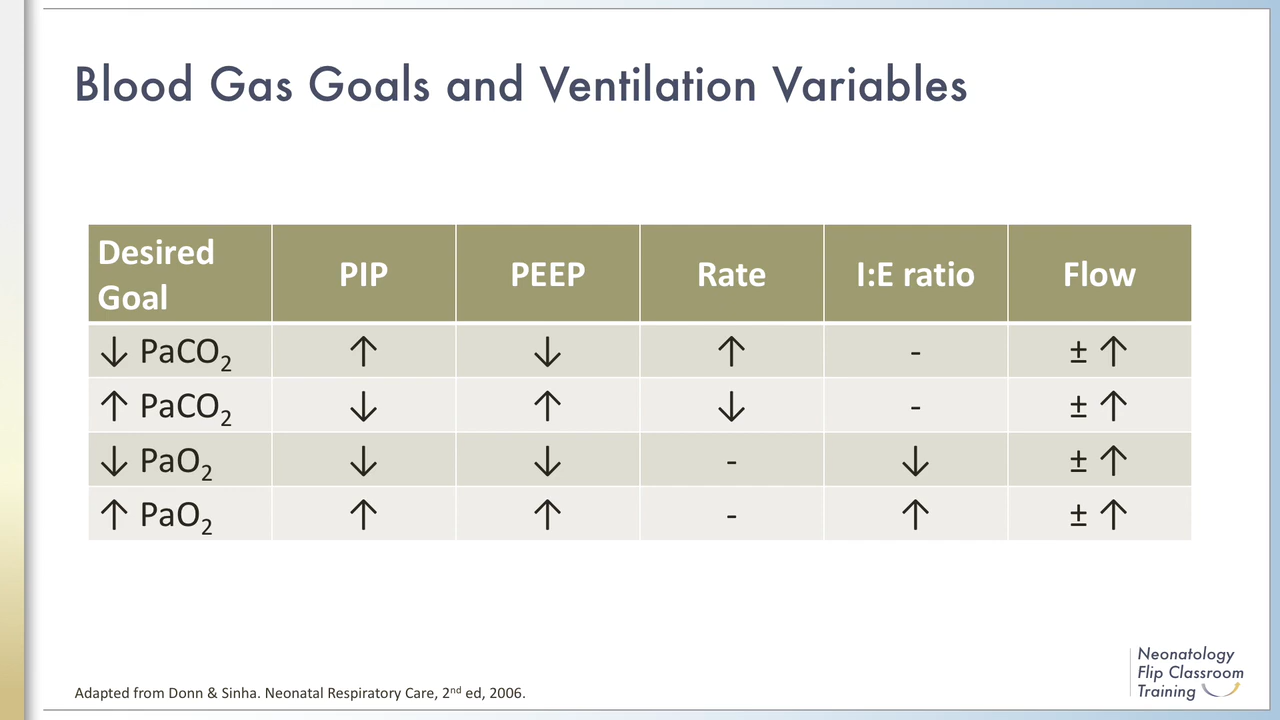 Blood Gas Goals and Ventilation Variables
Desired Goal PIP PEEP Rate I:E ratio Flow
↓ PaCO₂ ↑ ↓ ↑ - ± ↑
↑ PaCO₂ ↓ ↑ ↓ - ± ↑
↓ PaO₂ ↓ ↓ - ↓ ± ↑
↑ PaO₂ ↑ ↑ - ↑ ± ↑
Adapted from Donn & Sinha. Neonatal Respiratory Care, 2nd ed, 2006.
Neonatology
Flip Classroom
Training